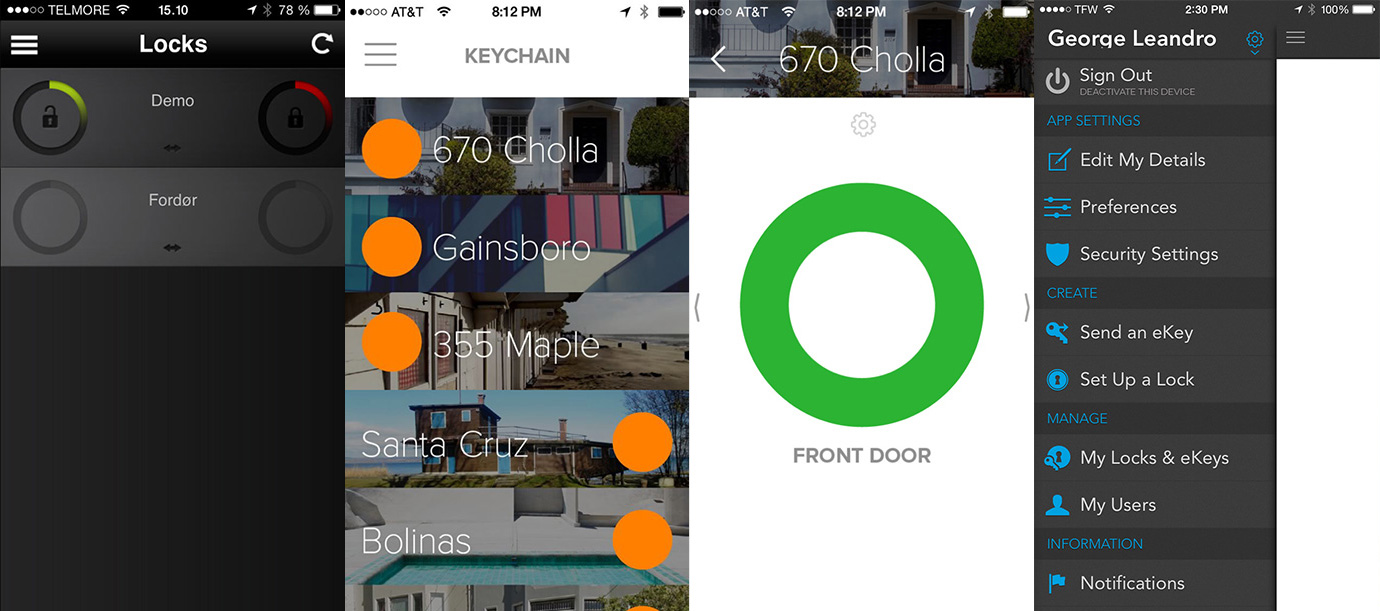 TELMORE 15.10 78 %
Locks
Demo
Fordør
AT&T 8:12 PM
KEYCHAIN
670 Cholla
Gainsboro
355 Maple
Santa Cruz
Bolinas
AT&T 8:12 PM
670 Cholla
FRONT DOOR
TFW 2:30 PM 100%
George Leandro
Sign Out
DEACTIVATE THIS DEVICE
APP SETTINGS
Edit My Details
Preferences
Security Settings
CREATE
Send an eKey
Set Up a Lock
MANAGE
My Locks & eKeys
My Users
INFORMATION
Notifications